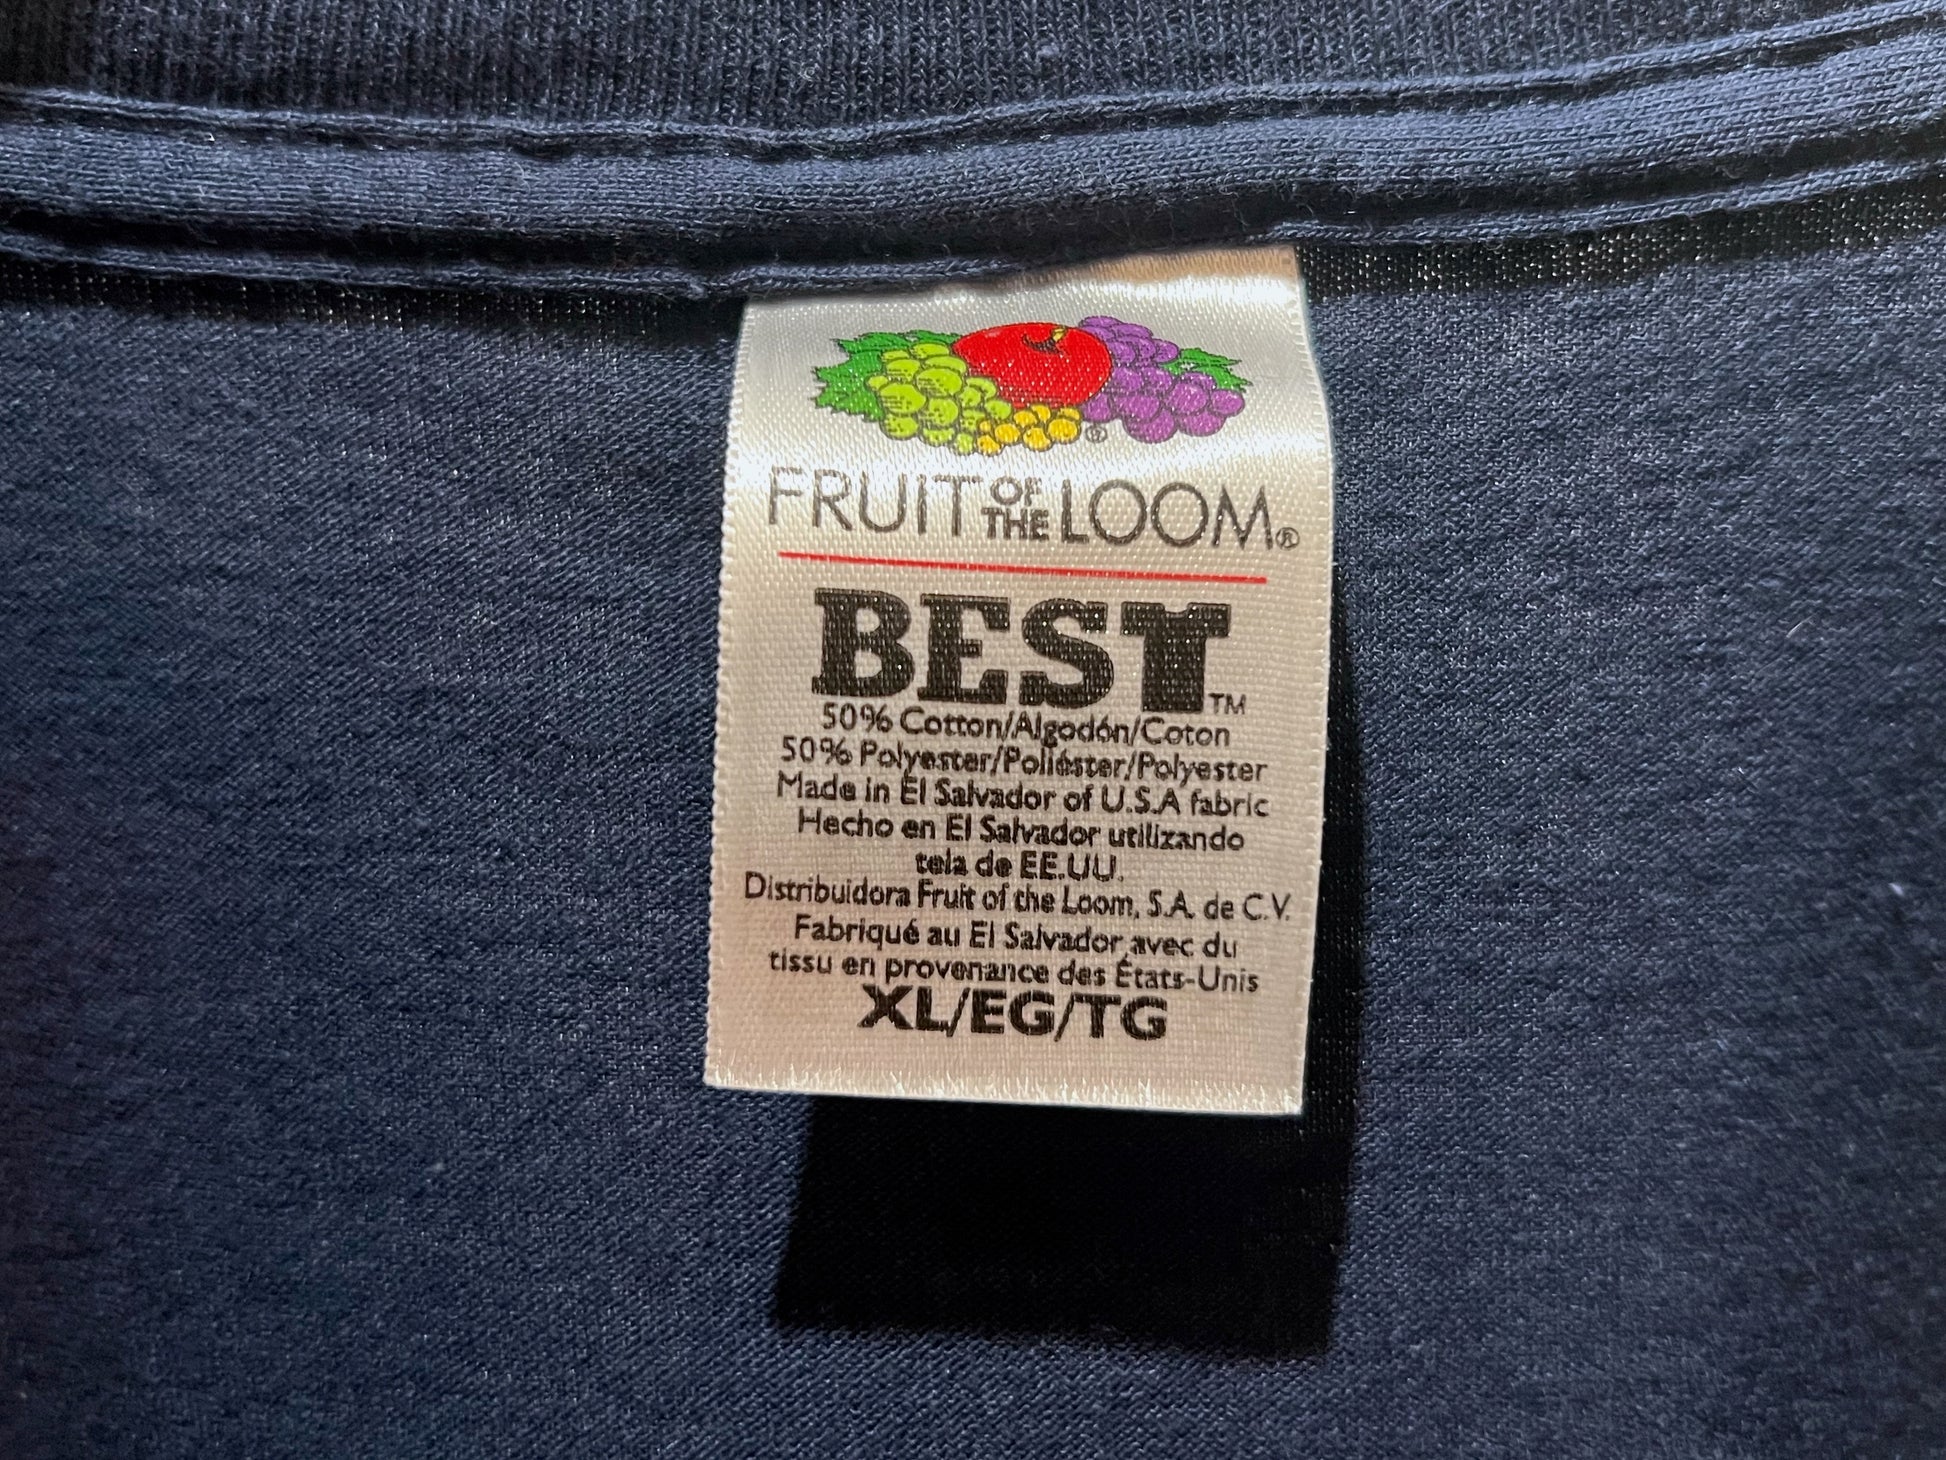 ®
FRUIT OF THE LOOM®
BEST™
50% Cotton/Algodón/Coton
50% Polyester/Poliéster/Polyester
Made in El Salvador of U.S.A fabric
Hecho en El Salvador utilizando
tela de EE.UU.
Distribuidora Fruit of the Loom, S.A. de C.V.
Fabriqué au El Salvador avec du
tissu en provenance des États-Unis
XL/EG/TG